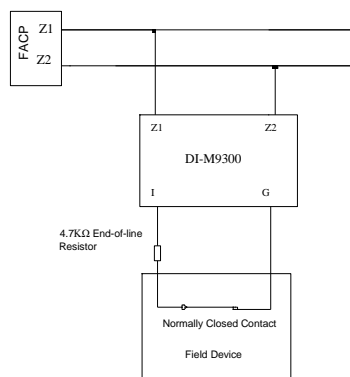 FACP
Z1
Z2
Z1 Z2
DI-M9300
I G
4.7KΩ End-of-line
Resistor
Normally Closed Contact
Field Device